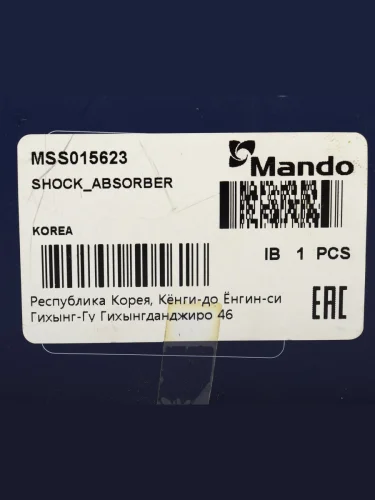 MSS015623
Mando
SHOCK_ABSORBER
KOREA
IB 1 PCS
Республика Корея, Кёнги-до Ёнгин-си
Гихынг-Гу Гихынгданджиро 46
EAC